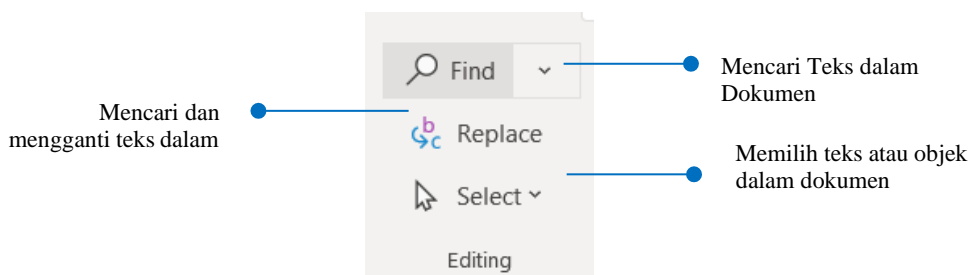 Find
Mencari Teks dalam
Dokumen
Mencari dan
mengganti teks dalam
Replace
Memilih teks atau objek
dalam dokumen
Select
Editing